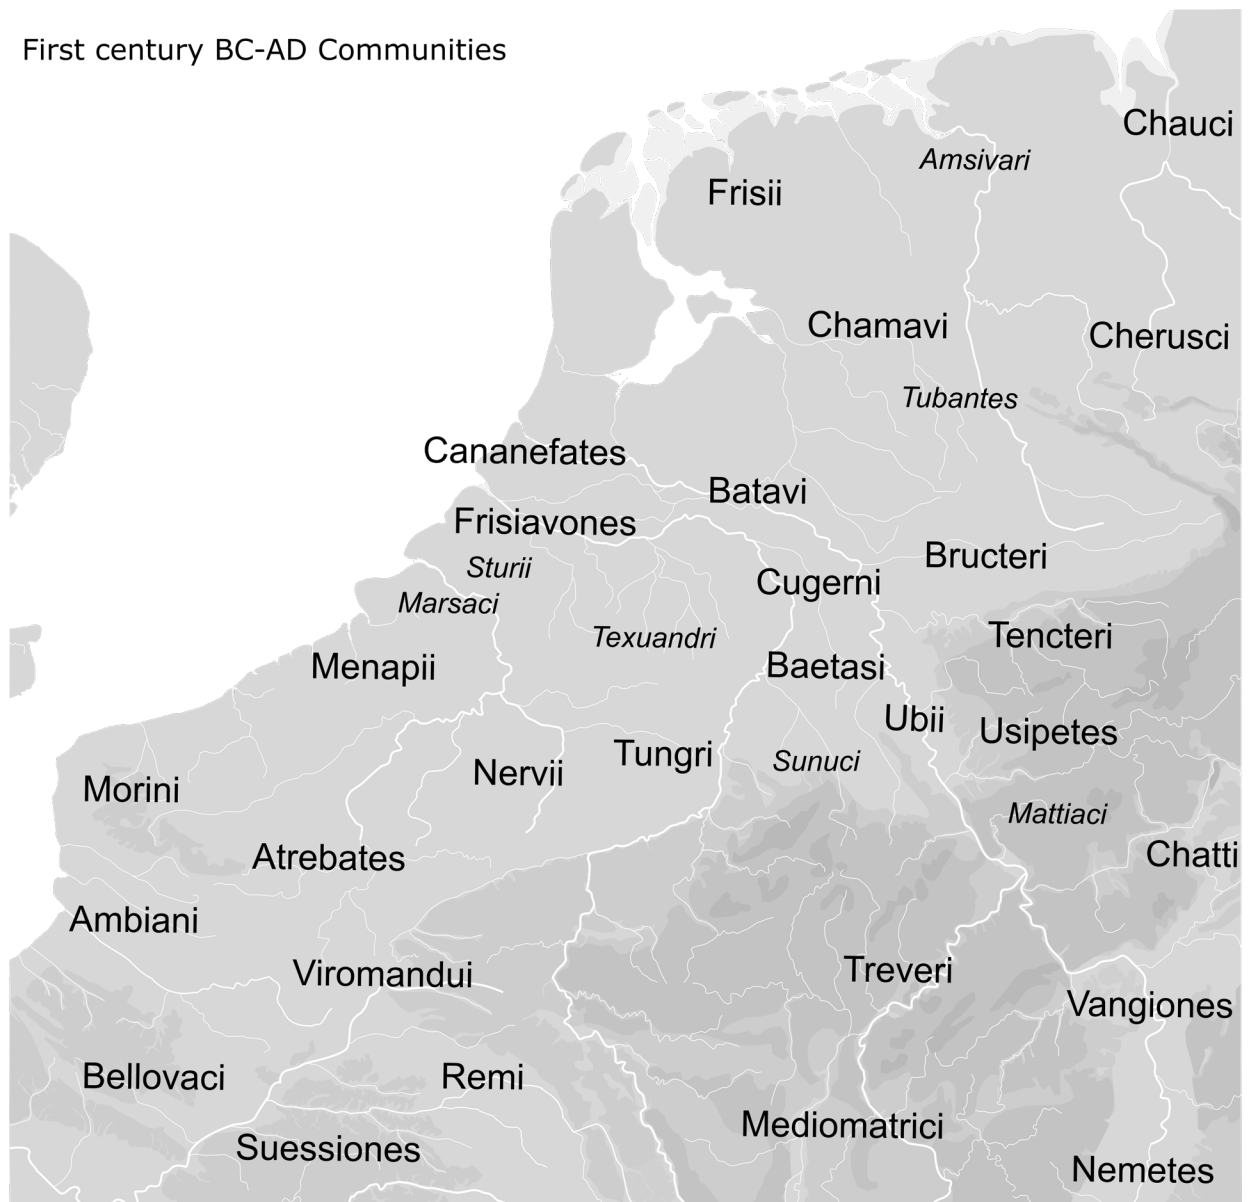 First century BC-AD Communities
Chauci
Amsivari
Frisii
Chamavi
Cherusci
Tubantes
Cananefates
Batavi
Frisiavones
Bructeri
Sturii
Cugerni
Marsaci
Texuandri
Tencteri
Menapii
Baetasi
Ubii
Usipetes
Tungri
Sunuci
Nervii
Morini
Mattiaci
Atrebates
Chatti
Ambiani
Viromandui
Treveri
Vangiones
Bellovaci
Remi
Mediomatrici
Suessiones
Nemetes